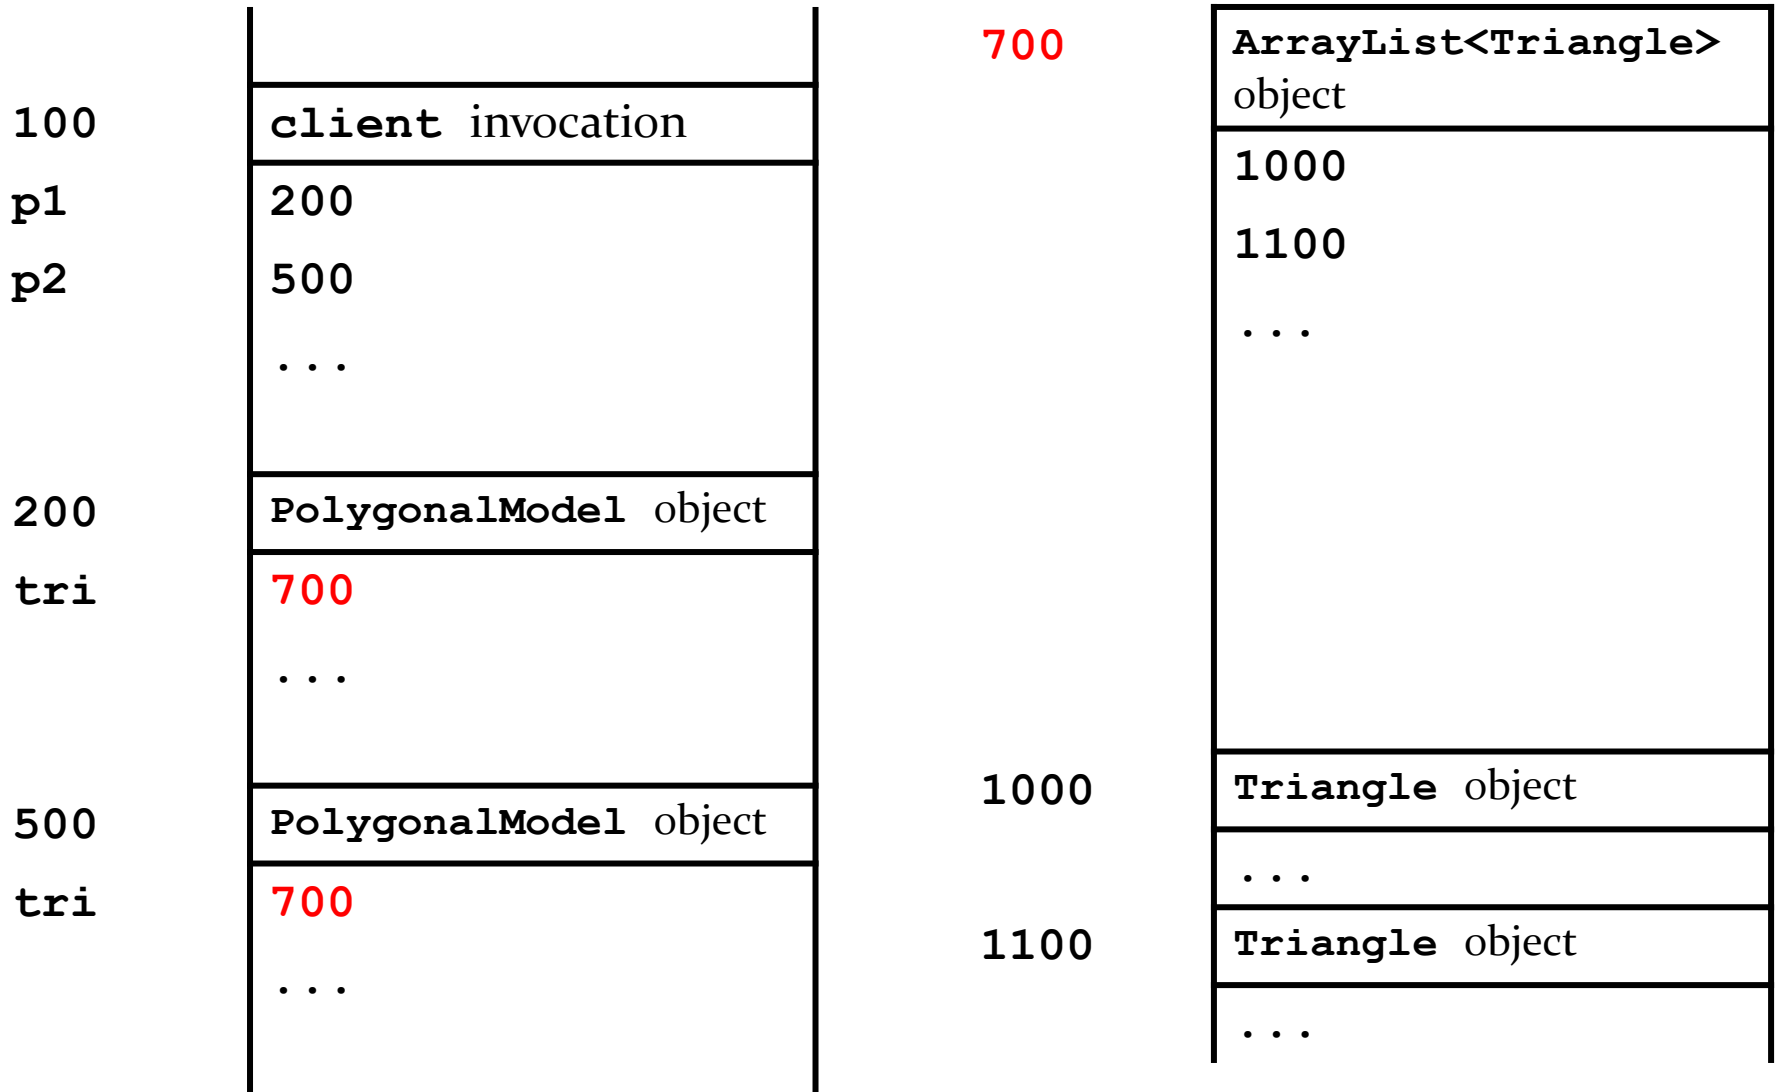 100 client invocation
p1 200
p2 500
...
200 PolygonalModel object
tri 700
...
500 PolygonalModel object
tri 700
...
700 ArrayList<Triangle>
object
1000
1100
...
1000 Triangle object
...
1100 Triangle object
...